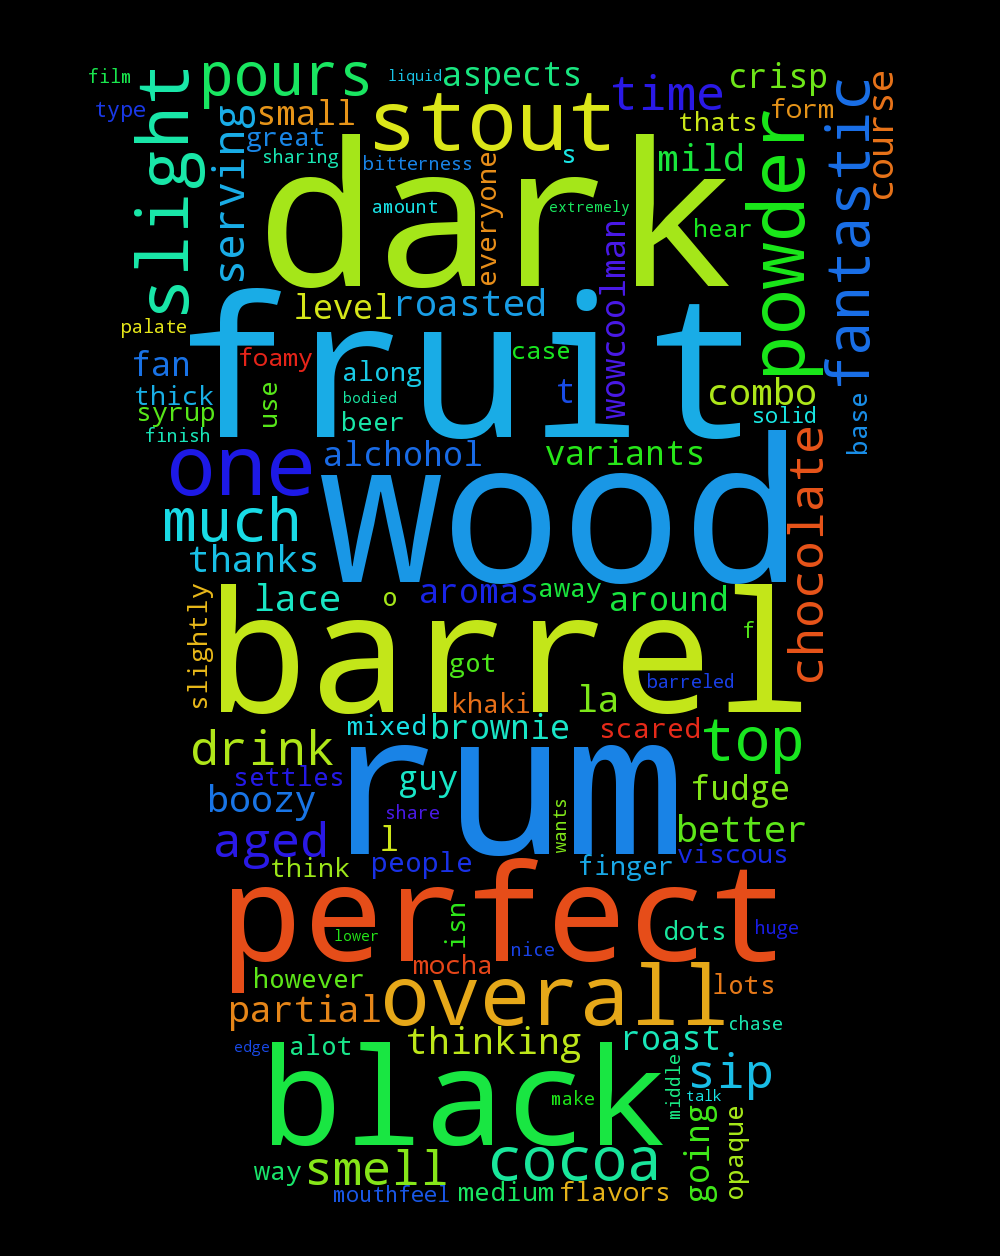 film
pours
liquid
aspects
crisp
type
slight
small
stout
time
form
course
great
serving
thats
fantastic
sharing
bitterness
everyone
s
mild
powder
dark
amount
extremely
hear
wowcoolman
level
roasted
palate
fruit
fan
foamy
along
case
t
combo
thick
use
bodied
syrup
beer
solid
base
finish
one
alchohol
variants
chocolate
much
wood
thanks
slightly
lace
o
aromas
away
around
barrel
f
got
khaki
barreled
la
mixed
brownie
scared
drink
top
rum
settles
guy
fudge
boozy
share
wants
aged
l
better
think
people
finger
viscous
perfect
isn
dots
huge
lower
nice
mocha
however
overall
lots
partial
chase
edge
alot
thinking
roast
black
middle
sip
make
talk
going
opaque
way
smell
cocoa
mouthfeel
medium
flavors